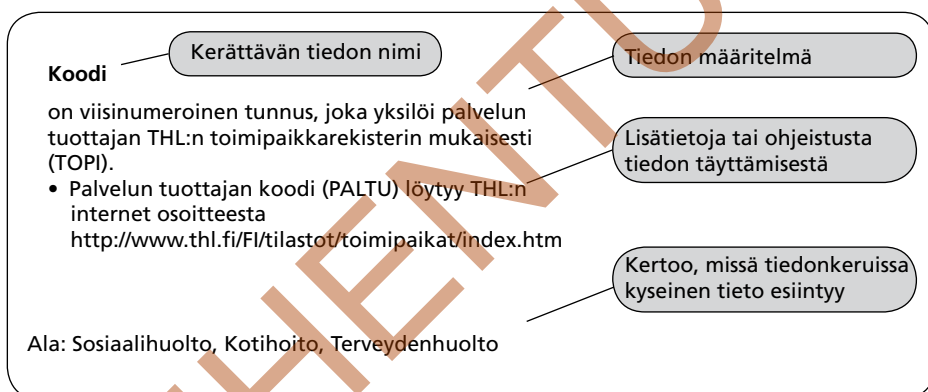 Kerättävän tiedon nimi
Koodi
Tiedon määritelmä
on viisinumeroinen tunnus, joka yksilöi palvelun
tuottajan THL:n toimipaikkarekisterin mukaisesti
(TOPI).
Lisätietoja tai ohjeistusta
tiedon täyttämisestä
• Palvelun tuottajan koodi (PALTU) löytyy THL:n
internet osoitteesta
http://www.thl.fi/FI/tilastot/toimipaikat/index.htm
Kertoo, missä tiedonkeruissa
kyseinen tieto esiintyy
Ala: Sosiaalihuolto, Kotihoito, Terveydenhuolto
HENTU